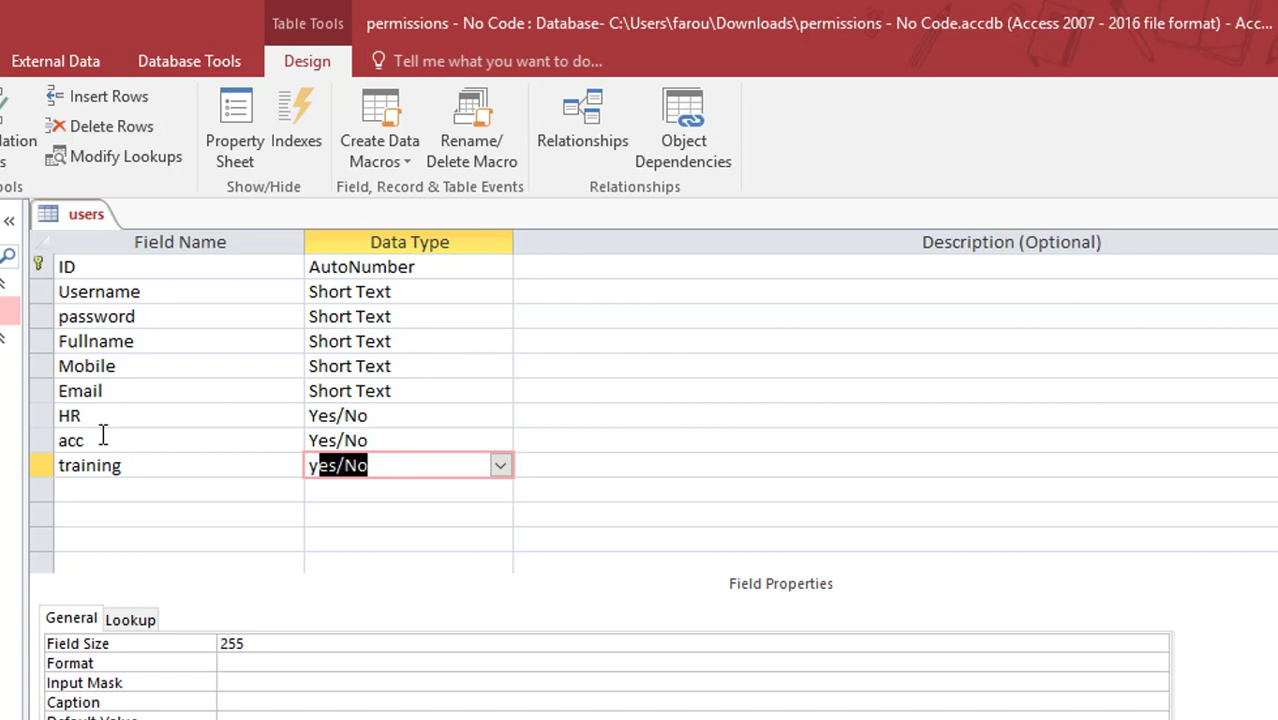 Table Tools
permissions - No Code : Database- C:\Users\farou\Downloads\permissions - No Code.accdb (Access 2007 - 2016 file format) - Acc...
External Data
Database Tools
Design
Tell me what you want to do...
Insert Rows
Delete Rows
Modify Lookups
Property Sheet
Indexes
Create Data Macros
Rename/ Delete Macro
Relationships
Object Dependencies
Show/Hide
Field, Record & Table Events
Relationships
users
Field Name
Data Type
Description (Optional)
ID
AutoNumber
Username
Short Text
password
Short Text
Fullname
Short Text
Mobile
Short Text
Email
Short Text
HR
Yes/No
acc
Yes/No
training
yes/No
Field Properties
General
Lookup
Field Size
255
Format
Input Mask
Caption